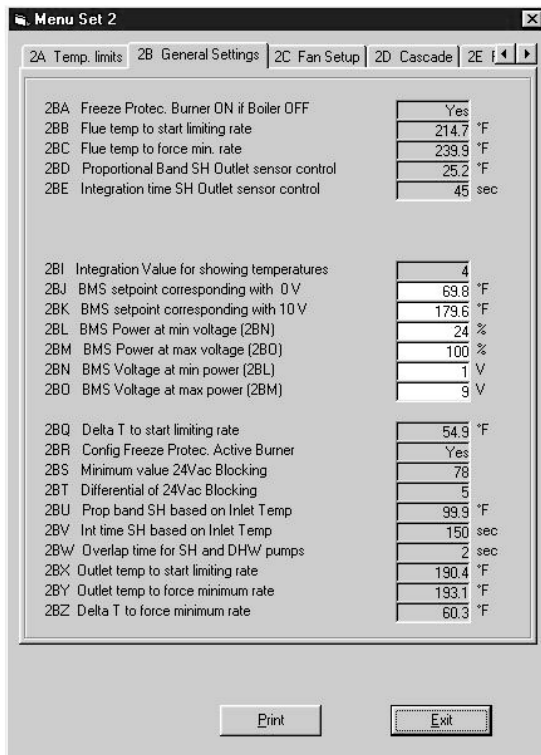 Menu Set 2
2A Temp. limits 2B General Settings 2C Fan Setup 2D Cascade 2E
2BA Freeze Protec. Burner ON if Boiler OFF Yes
2BB Flue temp to start limiting rate 214.7 °F
2BC Flue temp to force min. rate 239.9 °F
2BD Proportional Band SH Outlet sensor control 25.2 °F
2BE Integration time SH Outlet sensor control 45 sec
2BI Integration Value for showing temperatures 4
2BJ BMS setpoint corresponding with 0 V 69.8 °F
2BK BMS setpoint corresponding with 10 V 179.6 °F
2BL BMS Power at min voltage (2BN) 24 %
2BM BMS Power at max voltage (2BO) 100 %
2BN BMS Voltage at min power (2BL) 1 V
2BO BMS Voltage at max power (2BM) 9 V
2BQ Delta T to start limiting rate 54.9 °F
2BR Config Freeze Protec. Active Burner Yes
2BS Minimum value 24Vac Blocking 78
2BT Differential of 24Vac Blocking 5
2BU Prop band SH based on Inlet Temp 99.9 °F
2BV Int time SH based on Inlet Temp 150 sec
2BW Overlap time for SH and DHW pumps 2 sec
2BX Outlet temp to start limiting rate 190.4 °F
2BY Outlet temp to force minimum rate 193.1 °F
2BZ Delta T to force minimum rate 60.3 °F
Print Exit